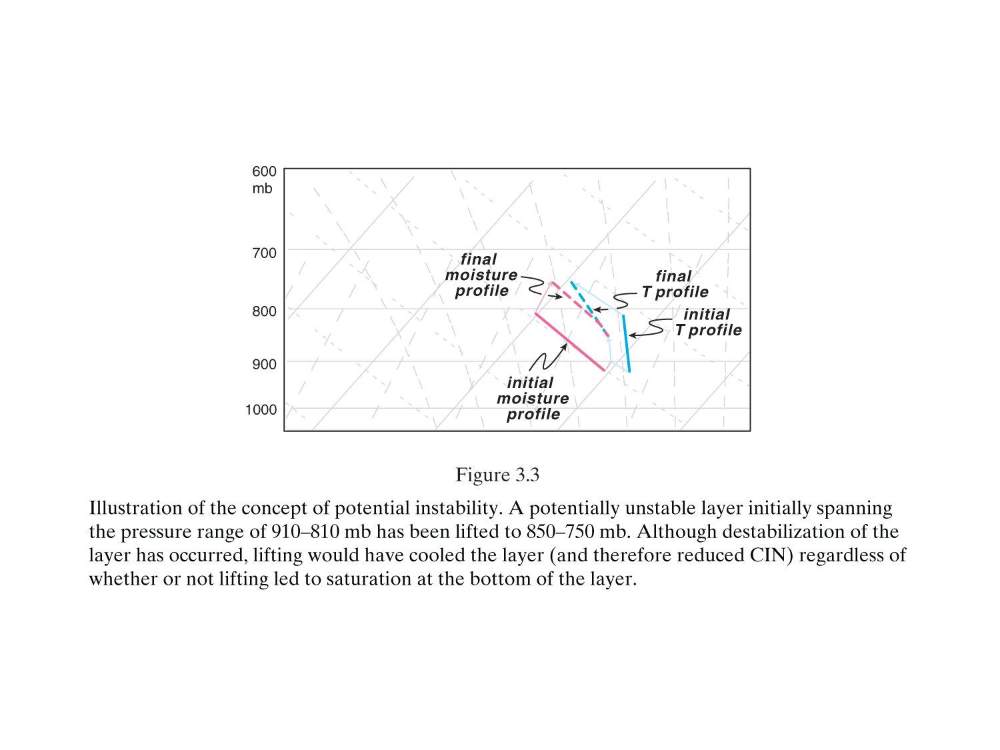 600
mb
700
800
900
1000
final
moisture
profile
final
T profile
initial
T profile
initial
moisture
profile
Figure 3.3
Illustration of the concept of potential instability. A potentially unstable layer initially spanning
the pressure range of 910–810 mb has been lifted to 850–750 mb. Although destabilization of the
layer has occurred, lifting would have cooled the layer (and therefore reduced CIN) regardless of
whether or not lifting led to saturation at the bottom of the layer.